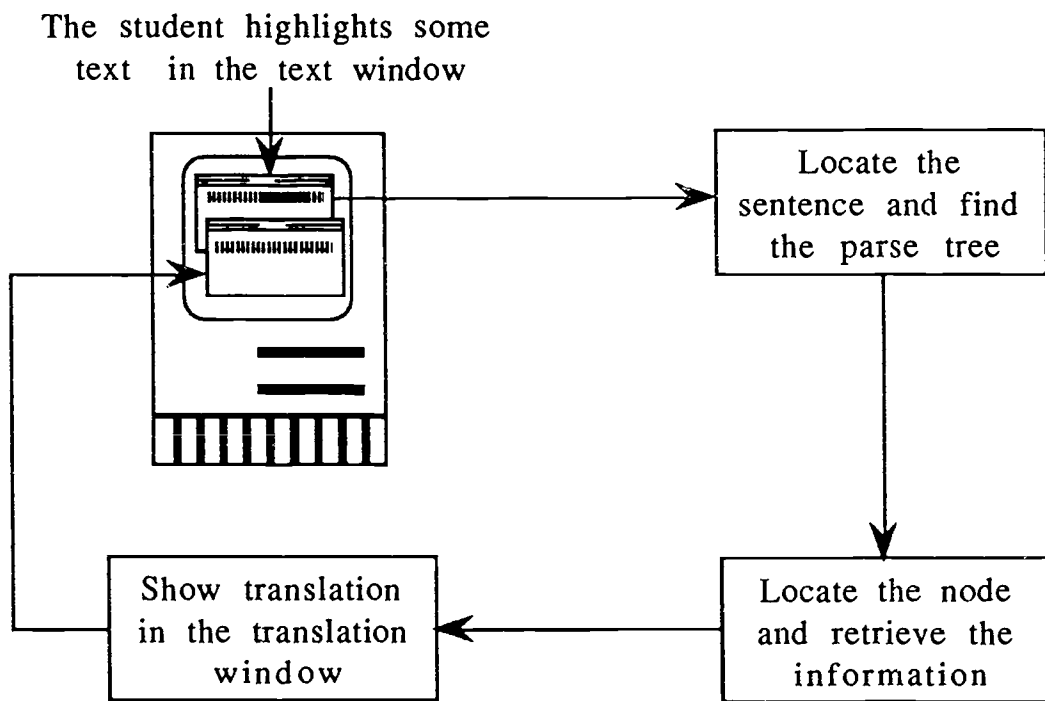 The student highlights some
text in the text window
Locate the
sentence and find
the parse tree
Locate the node
and retrieve the
information
Show translation
in the translation
window